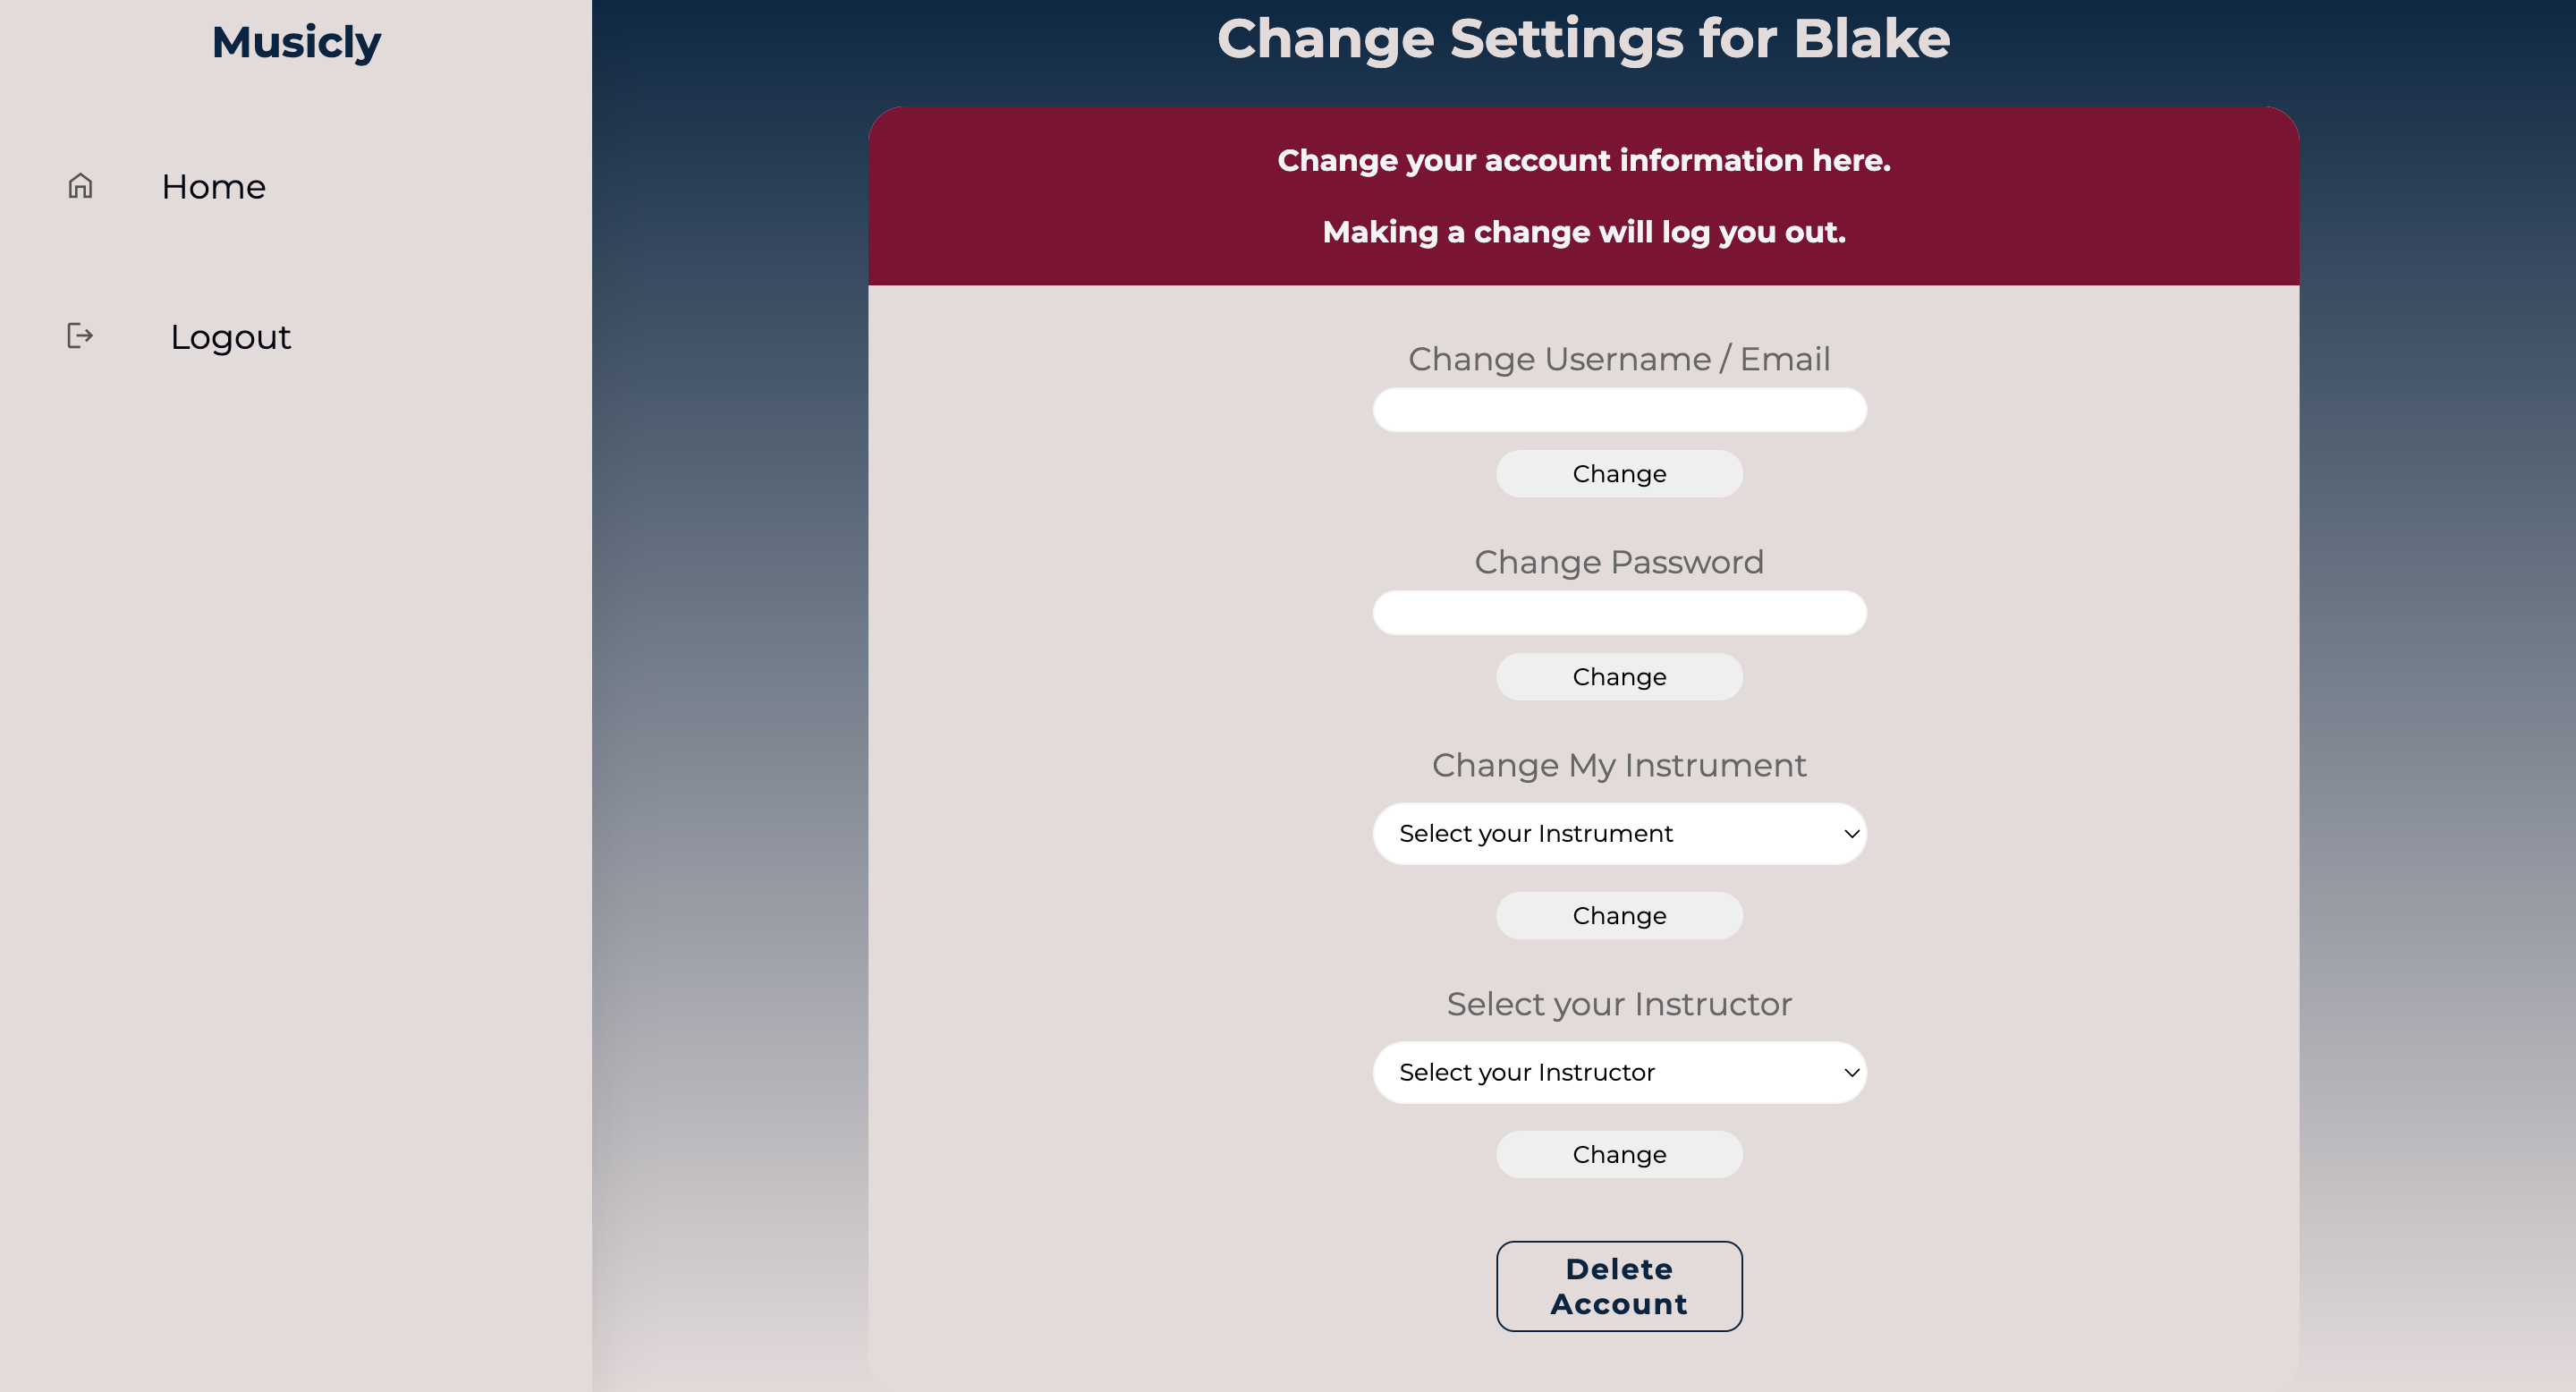 Musicly
Home
Logout
Change Settings for Blake
Change your account information here.
Making a change will log you out.
Change Username / Email
Change
Change Password
Change
Change My Instrument
Select your Instrument
Change
Select your Instructor
Select your Instructor
Change
Delete
Account